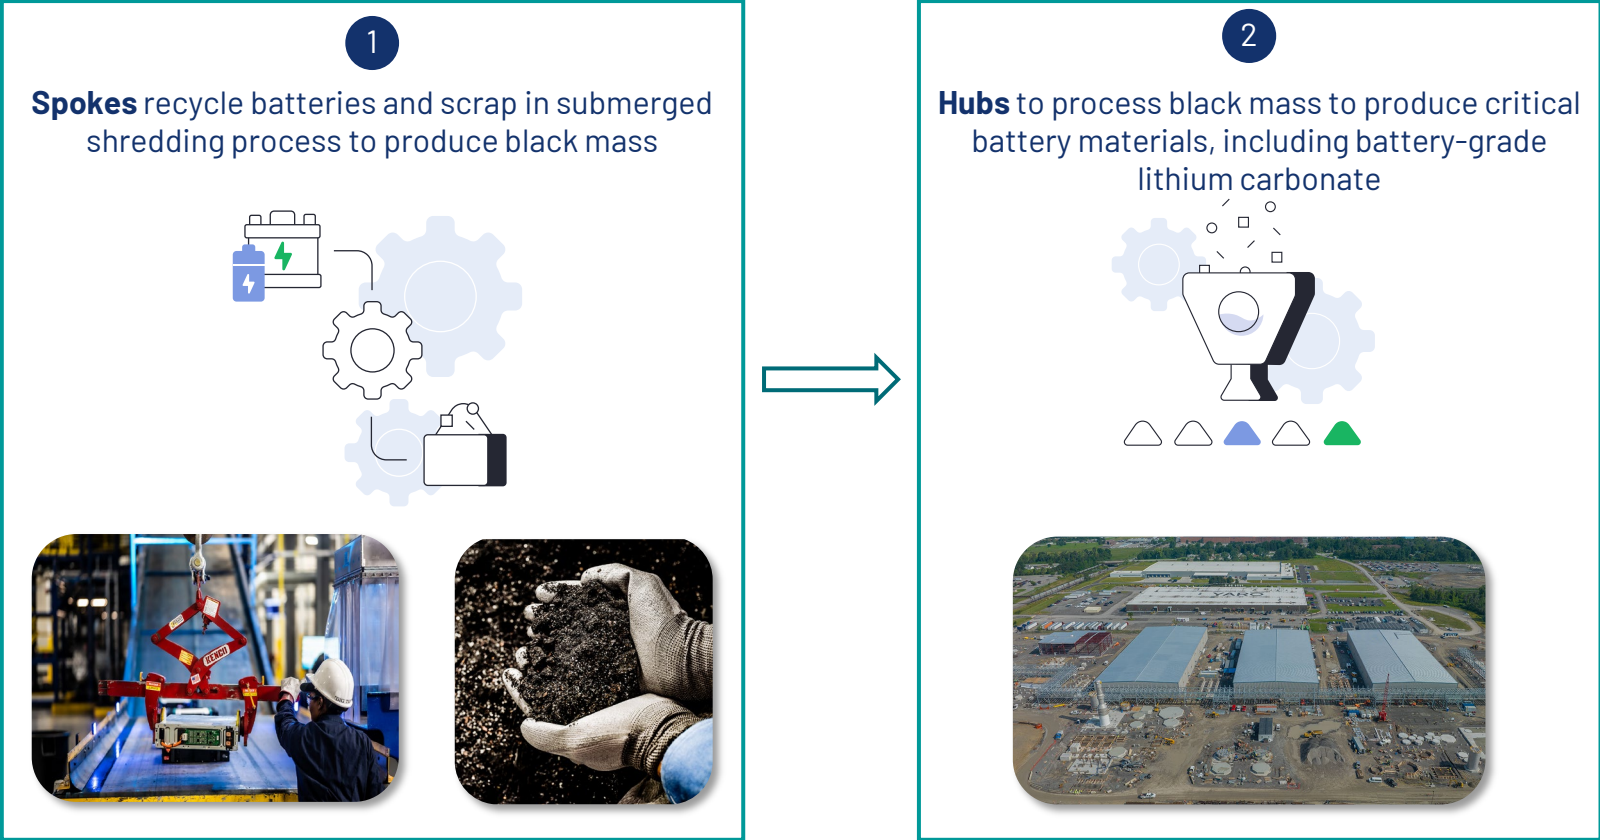 1
Spokes recycle batteries and scrap in submerged
shredding process to produce black mass
2
Hubs to process black mass to produce critical
battery materials, including battery-grade
lithium carbonate
KENCO